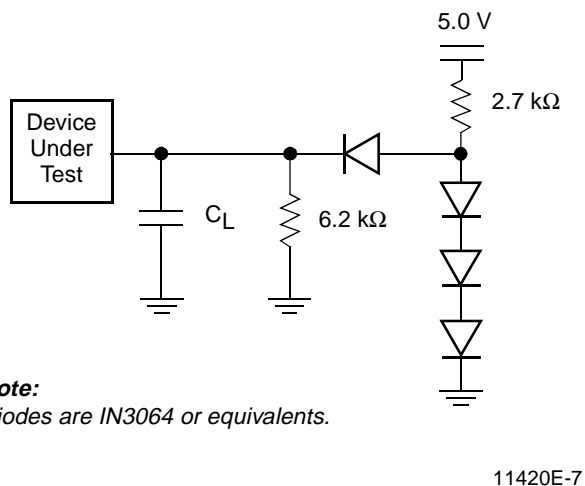 5.0 V
2.7 kΩ
Device
Under
Test
CL
6.2 kΩ
ote:
iodes are IN3064 or equivalents.
11420E-7